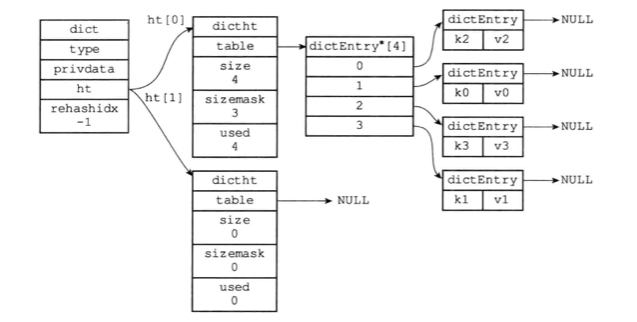 dict
type
privdata
ht
rehashidx
-1
ht[0]
ht[1]
dictht
table
size
4
sizemask
3
used
4
dictEntry*[4]
0
1
2
3
dictEntry
k2 v2
NULL
dictEntry
k0 v0
NULL
dictEntry
k3 v3
NULL
dictEntry
k1 v1
NULL
dictht
table
size
0
sizemask
0
used
0
NULL